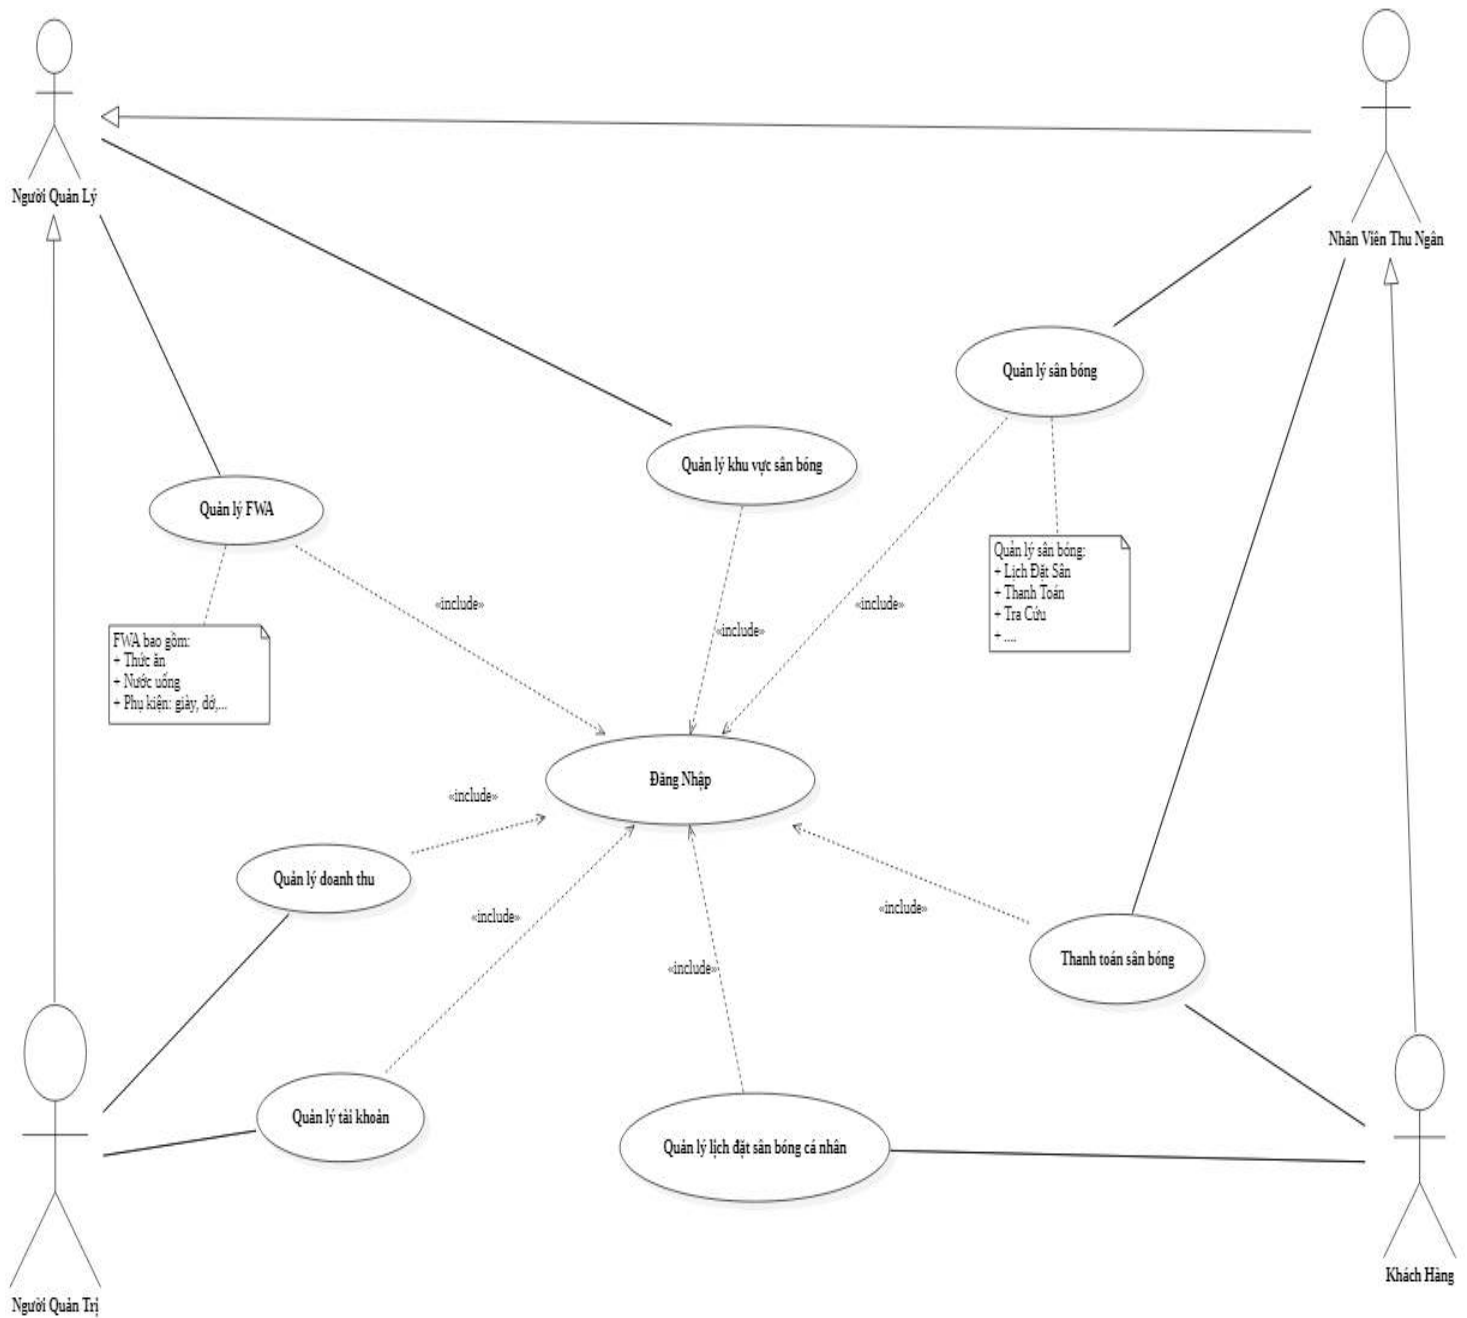 Người Quản Lý
Nhân Viên Thu Ngân
Quản lý sân bóng
Quản lý khu vực sân bóng
Quản lý FWA
Quản lý sân bóng:
+ Lịch Đặt Sân
+ Thanh Toán
+ Tra Cứu
+ ....
«include»
«include»
«include»
FWA bao gồm:
+ Thức ăn
+ Nước uống
+ Phụ kiện: giày, dớ,...
Đăng Nhập
«include»
Quản lý doanh thu
«include»
«include»
«include»
Thanh toán sân bóng
Quản lý tài khoản
Quản lý lịch đặt sân bóng cá nhân
Khách Hàng
Người Quản Trị